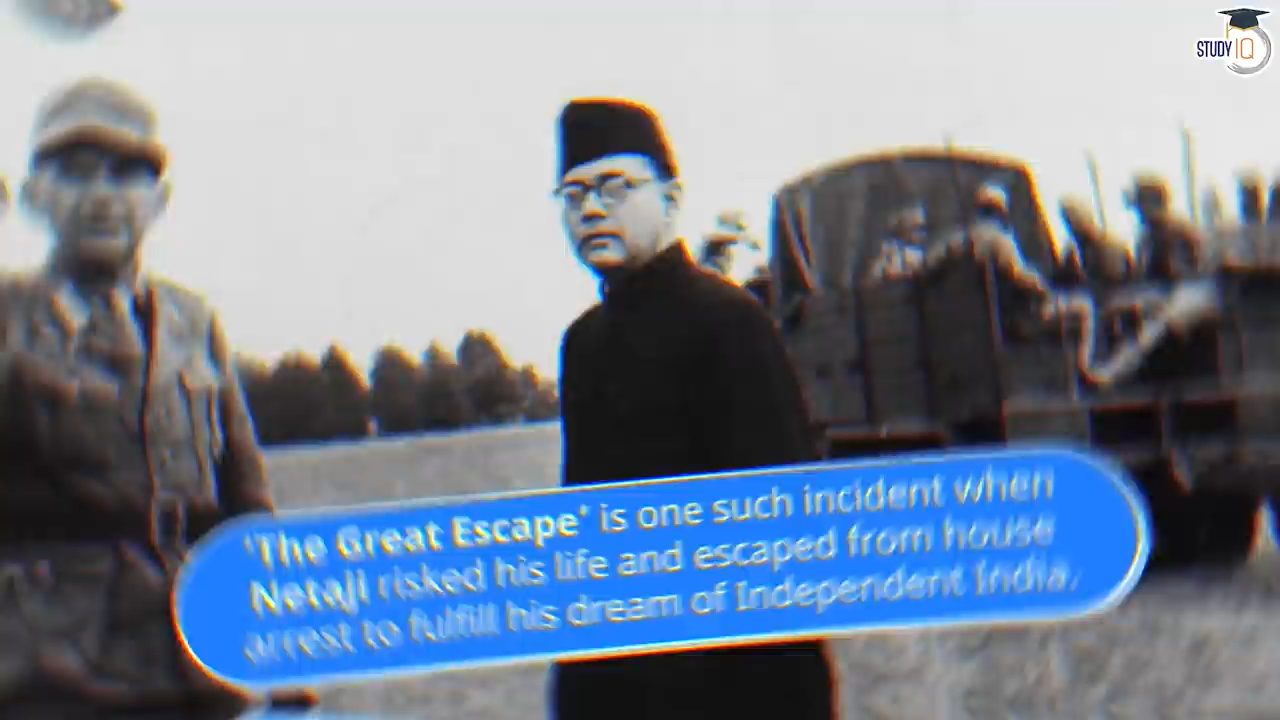 STUDY IQ
'The Great Escape' is one such incident when
Netaji risked his life and escaped from house
arrest to fulfill his dream of Independent India.